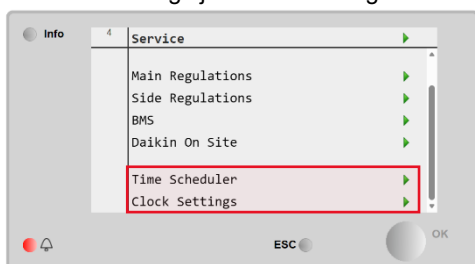 Info
4 Service
Main Regulations
Side Regulations
BMS
Daikin On Site
Time Scheduler
Clock Settings
ESC
OK